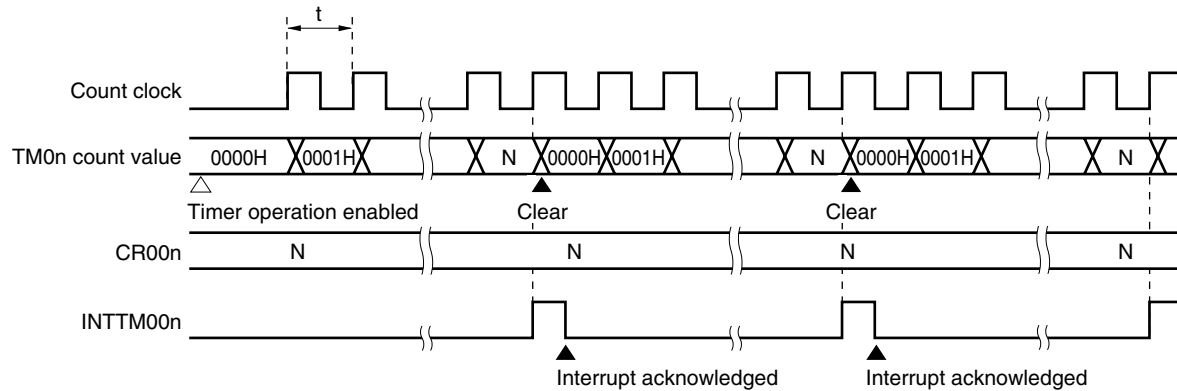 t
Count clock
TM0n count value 0000H 0001H N 0000H 0001H N 0000H 0001H N
Timer operation enabled Clear Clear
CR00n N N N N
INTTM00n
Interrupt acknowledged Interrupt acknowledged